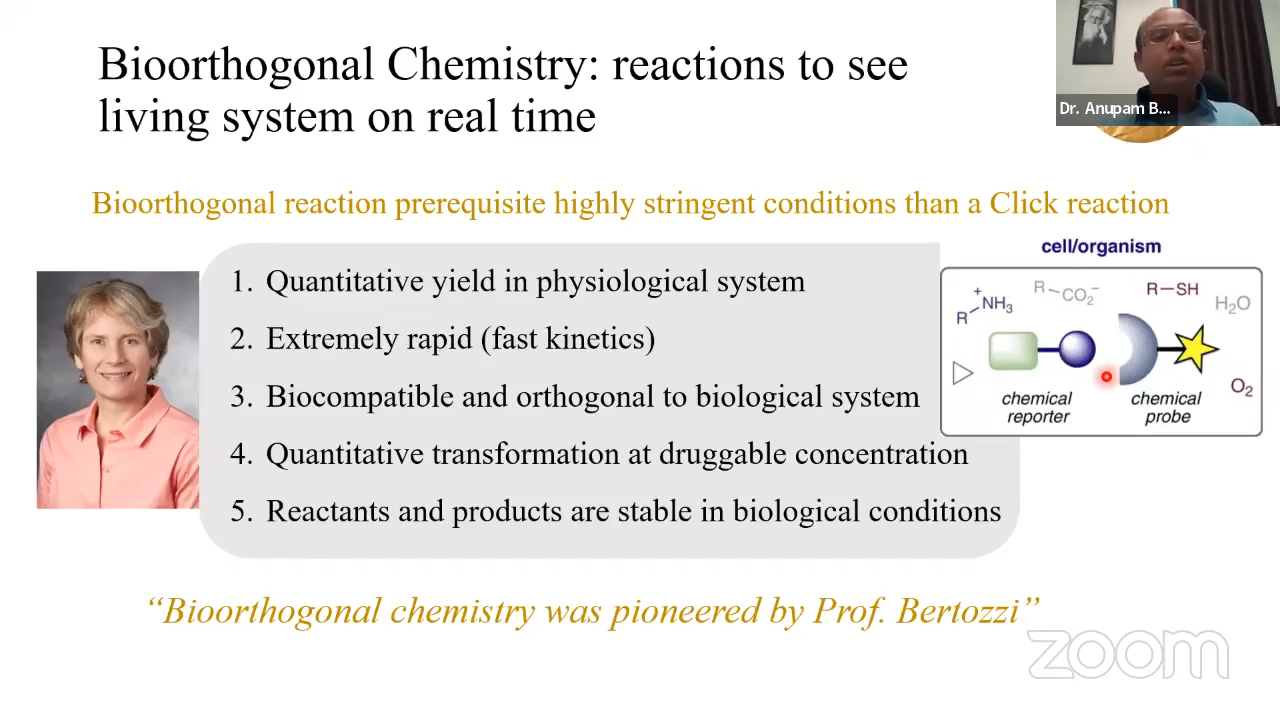 Bioorthogonal Chemistry: reactions to see
living system on real time
Dr. Anupam B...
Bioorthogonal reaction prerequisite highly stringent conditions than a Click reaction
1. Quantitative yield in physiological system
2. Extremely rapid (fast kinetics)
3. Biocompatible and orthogonal to biological system
4. Quantitative transformation at druggable concentration
5. Reactants and products are stable in biological conditions
cell/organism
R–NH₃⁺
R–CO₂⁻
R–SH
H₂O
O₂
chemical
reporter
chemical
probe
“Bioorthogonal chemistry was pioneered by Prof. Bertozzi”
zoom